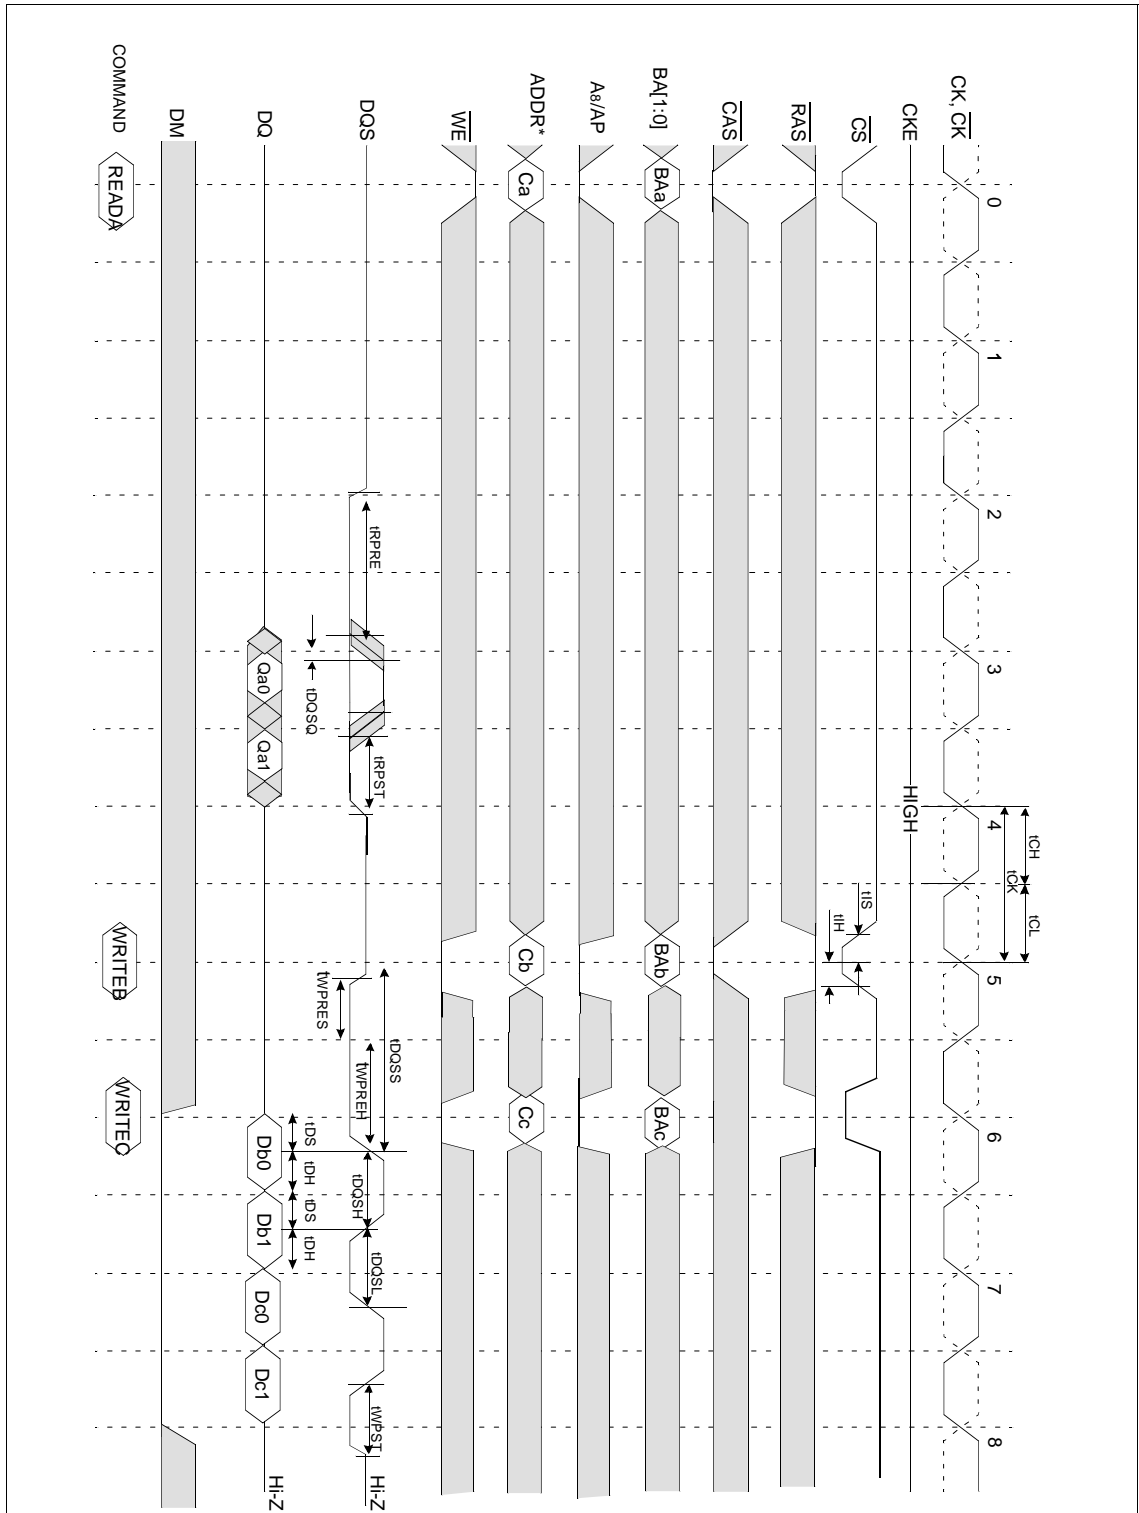 0 1 2 3 4 5 6 7 8
tCH tCL
tCK
CK, CK
CKE HIGH
CS tIS tIH
RAS
CAS
BA[1:0] BAa BAb BAc
A8/AP
ADDR* Ca Cb Cc
WE
DQS tRPRE tRPST tWPRES tWPREH tDQSS tDQSH tDQSL tWPST Hi-Z
tDQSQ tDS tDH tDS tDH
DQ Qa0 Qa1 Db0 Db1 Dc0 Dc1 Hi-Z
DM
COMMAND READA WRITEB WRITEC